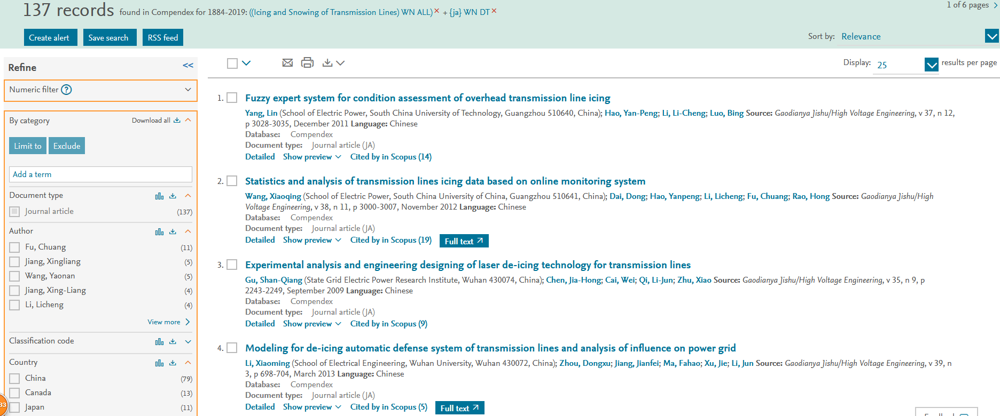 137 records found in Compendex for 1884-2019: ((Icing and Snowing of Transmission Lines) WN ALL) + {ja} WN DT
1 of 6 pages
Create alert
Save search
RSS feed
Sort by: Relevance
Refine
<<
Display: 25 results per page
Numeric filter ?
By category
Download all
Limit to
Exclude
Add a term
Document type
Journal article (137)
Author
Fu, Chuang (11)
Jiang, Xingliang (5)
Wang, Yaonan (5)
Jiang, Xing-Liang (4)
Li, Licheng (4)
View more
Classification code
Country
China (79)
Canada (13)
Japan (11)
33
1. Fuzzy expert system for condition assessment of overhead transmission line icing
Yang, Lin (School of Electric Power, South China University of Technology, Guangzhou 510640, China); Hao, Yan-Peng; Li, Li-Cheng; Luo, Bing Source: Gaodianya Jishu/High Voltage Engineering, v 37, n 12,
p 3028-3035, December 2011 Language: Chinese
Database: Compendex
Document type: Journal article (JA)
Detailed Show preview Cited by in Scopus (14)
2. Statistics and analysis of transmission lines icing data based on online monitoring system
Wang, Xiaoqing (School of Electric Power, South China University of China, Guangzhou 510641, China); Dai, Dong; Hao, Yanpeng; Li, Licheng; Fu, Chuang; Rao, Hong Source: Gaodianya Jishu/High
Voltage Engineering, v 38, n 11, p 3000-3007, November 2012 Language: Chinese
Database: Compendex
Document type: Journal article (JA)
Detailed Show preview Cited by in Scopus (19) Full text
3. Experimental analysis and engineering designing of laser de-icing technology for transmission lines
Gu, Shan-Qiang (State Grid Electric Power Research Institute, Wuhan 430074, China); Chen, Jia-Hong; Cai, Wei; Qi, Li-Jun; Zhu, Xiao Source: Gaodianya Jishu/High Voltage Engineering, v 35, n 9, p
2243-2249, September 2009 Language: Chinese
Database: Compendex
Document type: Journal article (JA)
Detailed Show preview Cited by in Scopus (9)
4. Modeling for de-icing automatic defense system of transmission lines and analysis of influence on power grid
Li, Xiaoming (School of Electrical Engineering, Wuhan University, Wuhan 430072, China); Zhou, Dongxu; Jiang, Jianfei; Ma, Fahao; Xu, Jie; Li, Jun Source: Gaodianya Jishu/High Voltage Engineering, v 39, n
3, p 698-704, March 2013 Language: Chinese
Database: Compendex
Document type: Journal article (JA)
Detailed Show preview Cited by in Scopus (5) Full text